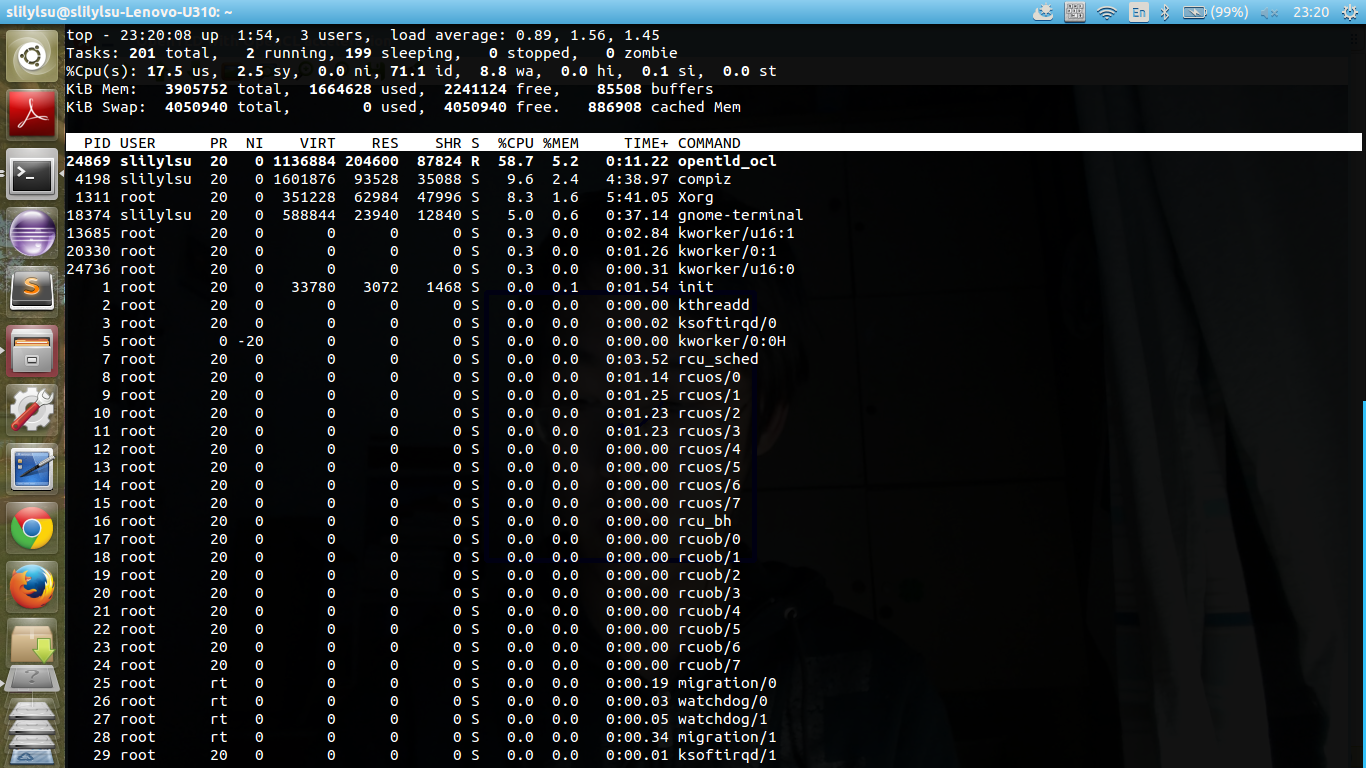 slilylsu@slilylsu-Lenovo-U310: ~ En (99%) 23:20
top - 23:20:08 up  1:54,  3 users,  load average: 0.89, 1.56, 1.45
Tasks: 201 total,   2 running, 199 sleeping,   0 stopped,   0 zombie
%Cpu(s): 17.5 us,  2.5 sy,  0.0 ni, 71.1 id,  8.8 wa,  0.0 hi,  0.1 si,  0.0 st
KiB Mem:   3905752 total,  1664628 used,  2241124 free,    85508 buffers
KiB Swap:  4050940 total,        0 used,  4050940 free.   886908 cached Mem
PID USER      PR  NI    VIRT    RES    SHR S  %CPU %MEM     TIME+ COMMAND
24869 slilylsu  20   0 1136884 204600  87824 R  58.7  5.2   0:11.22 opentld_ocl
4198 slilylsu  20   0 1601876  93528  35088 S   9.6  2.4   4:38.97 compiz
1311 root      20   0  351228  62984  47996 S   8.3  1.6   5:41.05 Xorg
18374 slilylsu  20   0  588844  23940  12840 S   5.0  0.6   0:37.14 gnome-terminal
13685 root      20   0       0      0      0 S   0.3  0.0   0:02.84 kworker/u16:1
20330 root      20   0       0      0      0 S   0.3  0.0   0:01.26 kworker/0:1
24736 root      20   0       0      0      0 S   0.3  0.0   0:00.31 kworker/u16:0
1 root      20   0   33780   3072   1468 S   0.0  0.1   0:01.54 init
2 root      20   0       0      0      0 S   0.0  0.0   0:00.00 kthreadd
3 root      20   0       0      0      0 S   0.0  0.0   0:00.02 ksoftirqd/0
5 root       0 -20       0      0      0 S   0.0  0.0   0:00.00 kworker/0:0H
7 root      20   0       0      0      0 S   0.0  0.0   0:03.52 rcu_sched
8 root      20   0       0      0      0 S   0.0  0.0   0:01.14 rcuos/0
9 root      20   0       0      0      0 S   0.0  0.0   0:01.25 rcuos/1
10 root      20   0       0      0      0 S   0.0  0.0   0:01.23 rcuos/2
11 root      20   0       0      0      0 S   0.0  0.0   0:01.23 rcuos/3
12 root      20   0       0      0      0 S   0.0  0.0   0:00.00 rcuos/4
13 root      20   0       0      0      0 S   0.0  0.0   0:00.00 rcuos/5
14 root      20   0       0      0      0 S   0.0  0.0   0:00.00 rcuos/6
15 root      20   0       0      0      0 S   0.0  0.0   0:00.00 rcuos/7
16 root      20   0       0      0      0 S   0.0  0.0   0:00.00 rcu_bh
17 root      20   0       0      0      0 S   0.0  0.0   0:00.00 rcuob/0
18 root      20   0       0      0      0 S   0.0  0.0   0:00.00 rcuob/1
19 root      20   0       0      0      0 S   0.0  0.0   0:00.00 rcuob/2
20 root      20   0       0      0      0 S   0.0  0.0   0:00.00 rcuob/3
21 root      20   0       0      0      0 S   0.0  0.0   0:00.00 rcuob/4
22 root      20   0       0      0      0 S   0.0  0.0   0:00.00 rcuob/5
23 root      20   0       0      0      0 S   0.0  0.0   0:00.00 rcuob/6
24 root      20   0       0      0      0 S   0.0  0.0   0:00.00 rcuob/7
25 root      rt   0       0      0      0 S   0.0  0.0   0:00.19 migration/0
26 root      rt   0       0      0      0 S   0.0  0.0   0:00.03 watchdog/0
27 root      rt   0       0      0      0 S   0.0  0.0   0:00.05 watchdog/1
28 root      rt   0       0      0      0 S   0.0  0.0   0:00.34 migration/1
29 root      20   0       0      0      0 S   0.0  0.0   0:00.01 ksoftirqd/1